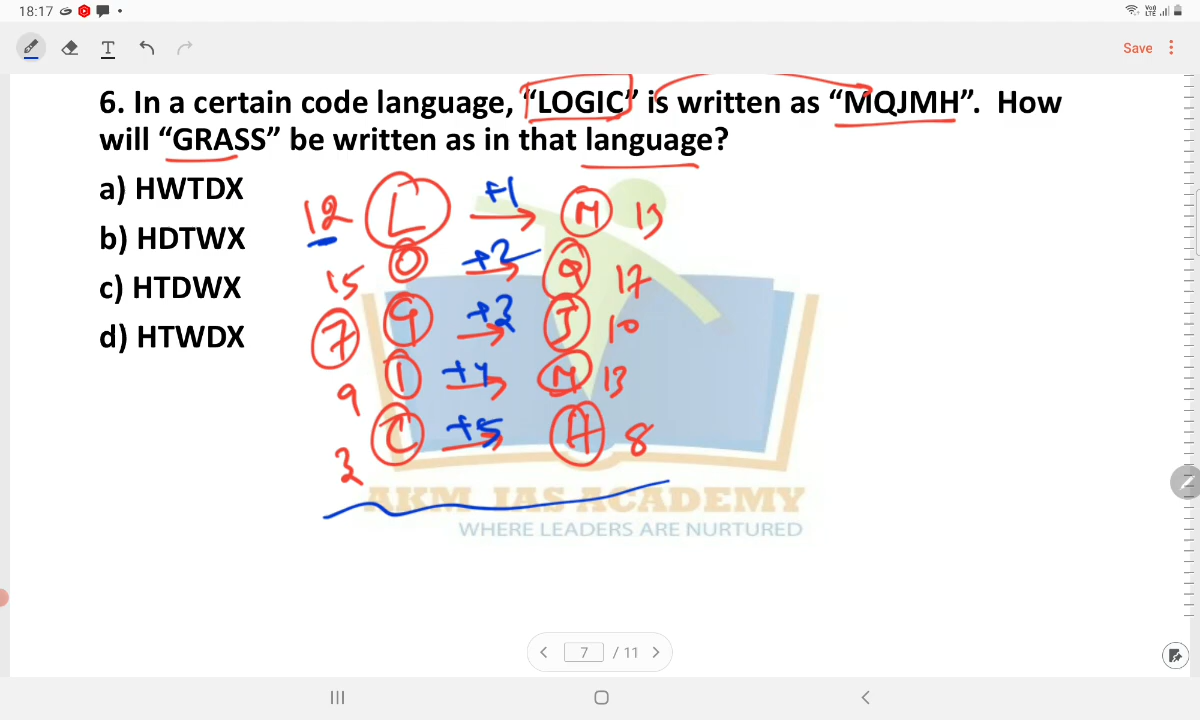 18:17
Save
6. In a certain code language, “LOGIC” is written as “MQJMH”. How
will “GRASS” be written as in that language?
a) HWTDX
b) HDTWX
c) HTDWX
d) HTWDX
12 L +1 M 13
15 O +2 Q 17
7 G +3 J 10
9 I +4 M 13
3 C +5 H 8
AKM IAS ACADEMY
WHERE LEADERS ARE NURTURED
7 / 11